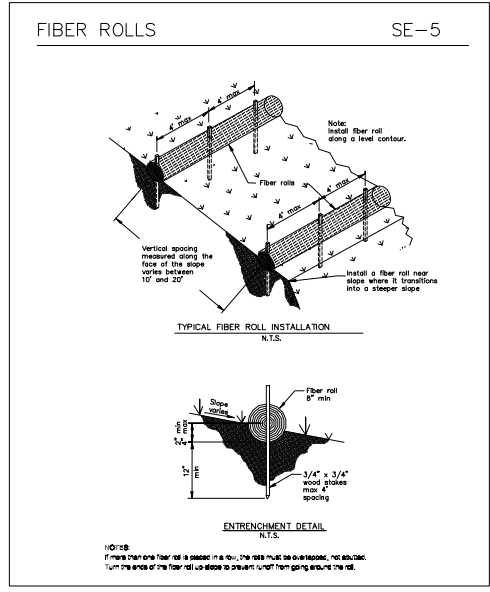 FIBER ROLLS
SE-5
4' max
4' max
Note:
Install fiber roll
along a level contour.
Fiber rolls
4' max
4' max
Vertical spacing
measured along the
face of the slope
varies between
10' and 20'
Install a fiber roll near
slope where it transitions
into a steeper slope
TYPICAL FIBER ROLL INSTALLATION
N.T.S.
Fiber roll
8" min
Slope
varies
2" min
4" max
12"
min
3/4" x 3/4"
wood stakes
max 4'
spacing
ENTRENCHMENT DETAIL
N.T.S.
NOTES:
If more than one fiber roll is placed in a row, the rolls must be overlapped, not abutted.
Turn the ends of the fiber roll up-slope to prevent runoff from going around the roll.